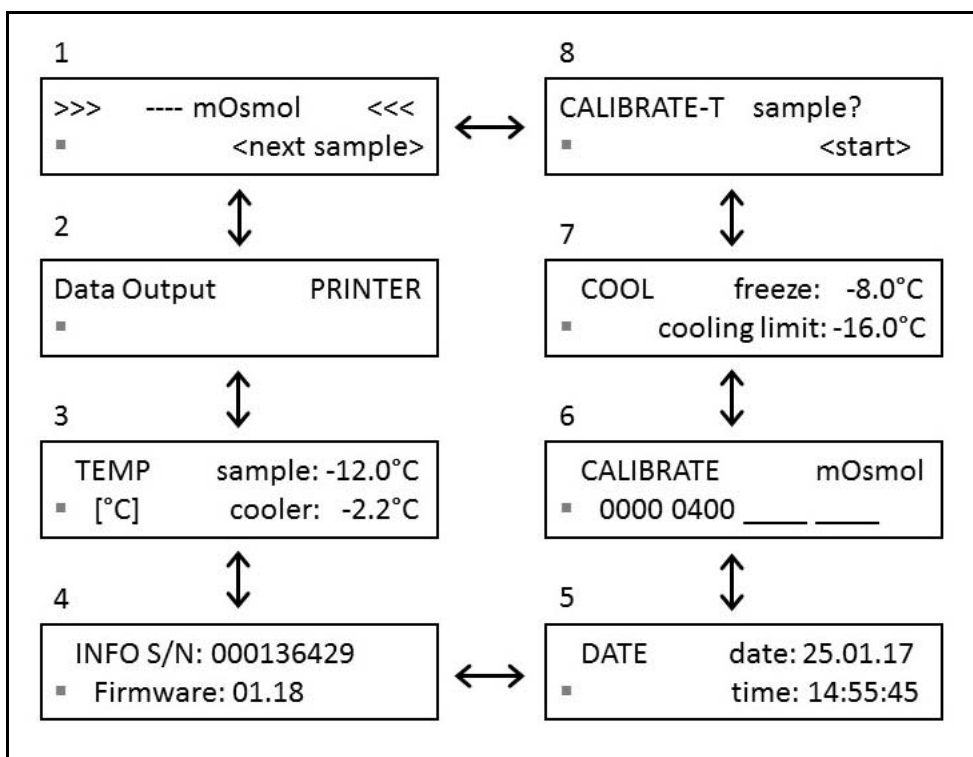 1
>>> ---- mOsmol <<<
<next sample>
2
Data Output PRINTER
3
TEMP sample: -12.0°C
[°C] cooler: -2.2°C
4
INFO S/N: 000136429
Firmware: 01.18
8
CALIBRATE-T sample?
<start>
7
COOL freeze: -8.0°C
cooling limit: -16.0°C
6
CALIBRATE mOsmol
0000 0400 ____ ____
5
DATE date: 25.01.17
time: 14:55:45